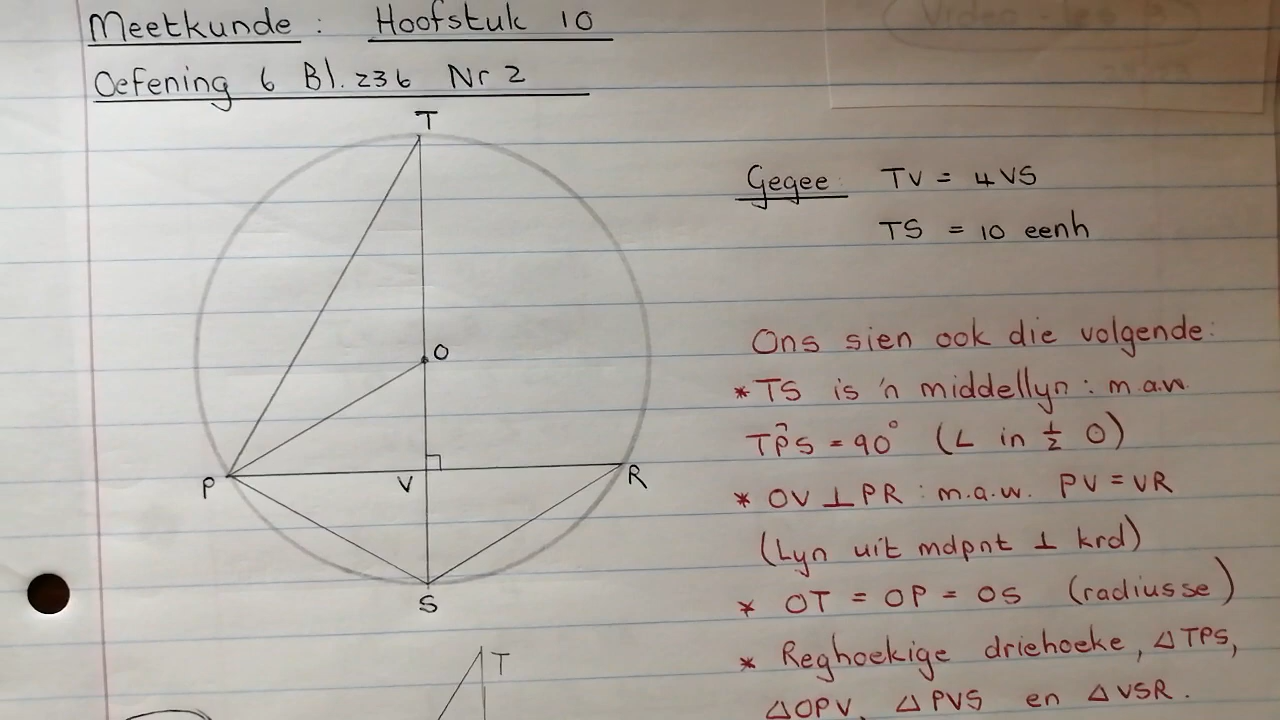 Meetkunde : Hoofstuk 10
Oefening 6 Bl. 236 Nr 2
T
Gegee: TV = 4VS
TS = 10 eenh
Ons sien ook die volgende:
O
* TS is 'n middellyn : m.a.w.
TP̂S = 90° (∠ in ½ O)
P V R
* OV ⊥ PR : m.a.w. PV = VR
(Lyn uit mdpnt ⊥ krd)
* OT = OP = OS (radiusse)
S
* Reghoekige driehoeke, △TPS,
T
△OPV, △PVS en △VSR.